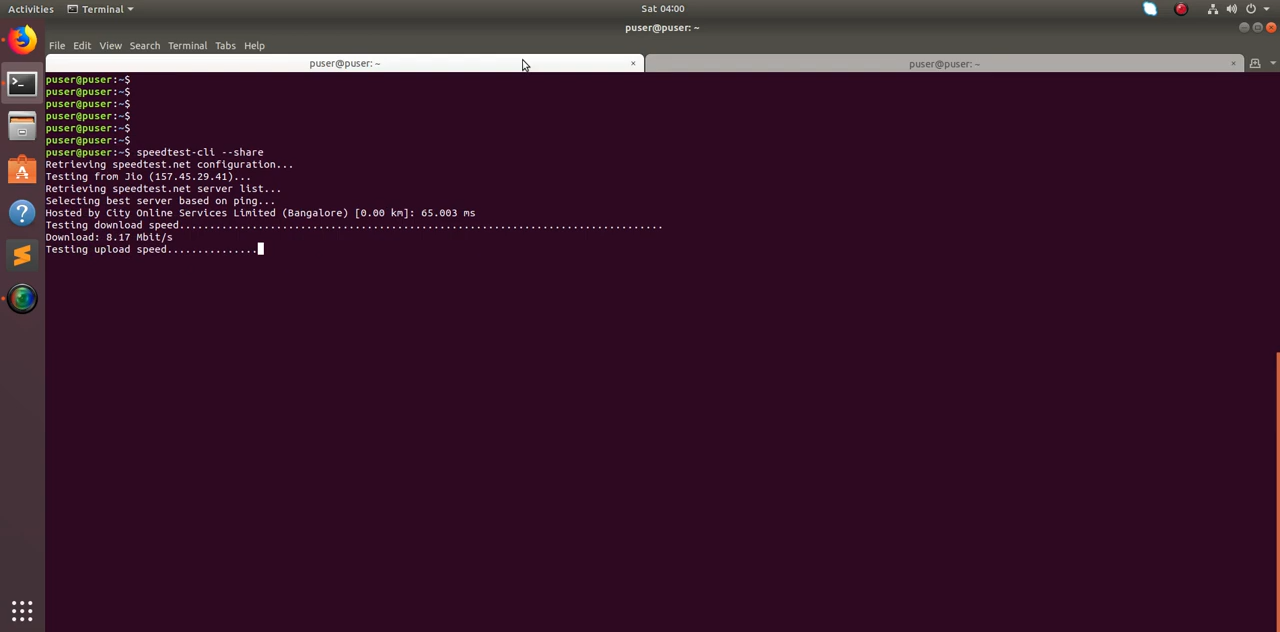 Activities Terminal Sat 04:00
puser@puser: ~
File Edit View Search Terminal Tabs Help
puser@puser: ~ × puser@puser: ~ ×
puser@puser:~$
puser@puser:~$
puser@puser:~$
puser@puser:~$
puser@puser:~$
puser@puser:~$
puser@puser:~$ speedtest-cli --share
Retrieving speedtest.net configuration...
Testing from Jio (157.45.29.41)...
Retrieving speedtest.net server list...
Selecting best server based on ping...
Hosted by City Online Services Limited (Bangalore) [0.00 km]: 65.003 ms
Testing download speed................................................................................
Download: 8.17 Mbit/s
Testing upload speed...............